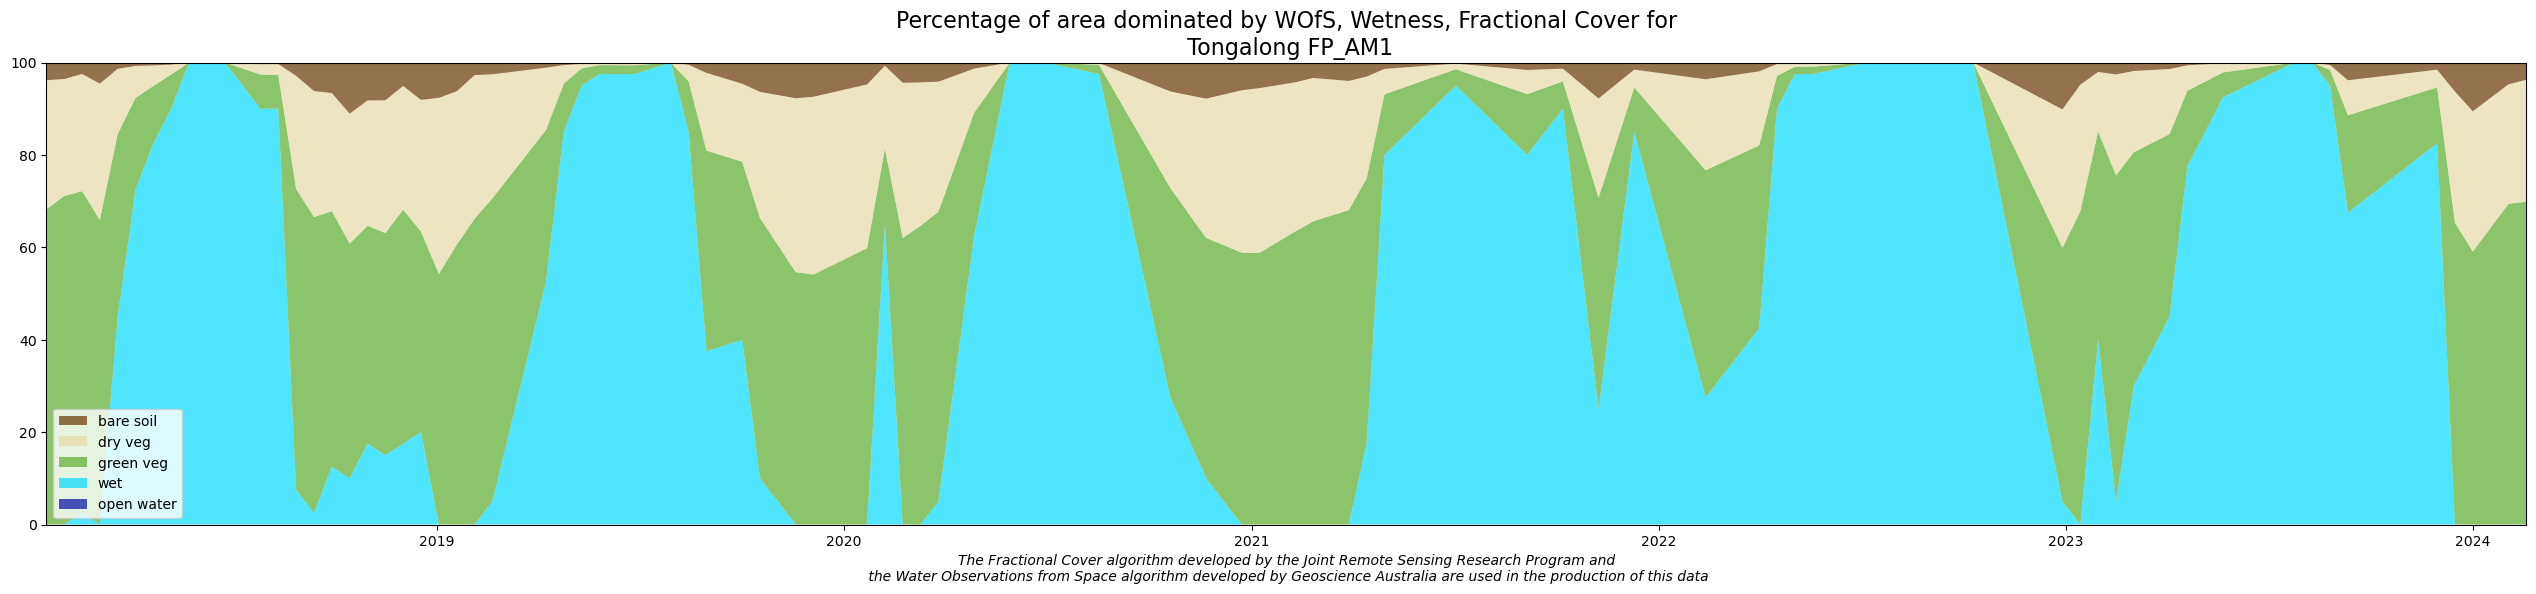 Percentage of area dominated by WOfS, Wetness, Fractional Cover for
Tongalong FP_AM1
100
80
60
40
20
0
bare soil
dry veg
green veg
wet
open water
2019
2020
2021
2022
2023
2024
The Fractional Cover algorithm developed by the Joint Remote Sensing Research Program and
the Water Observations from Space algorithm developed by Geoscience Australia are used in the production of this data